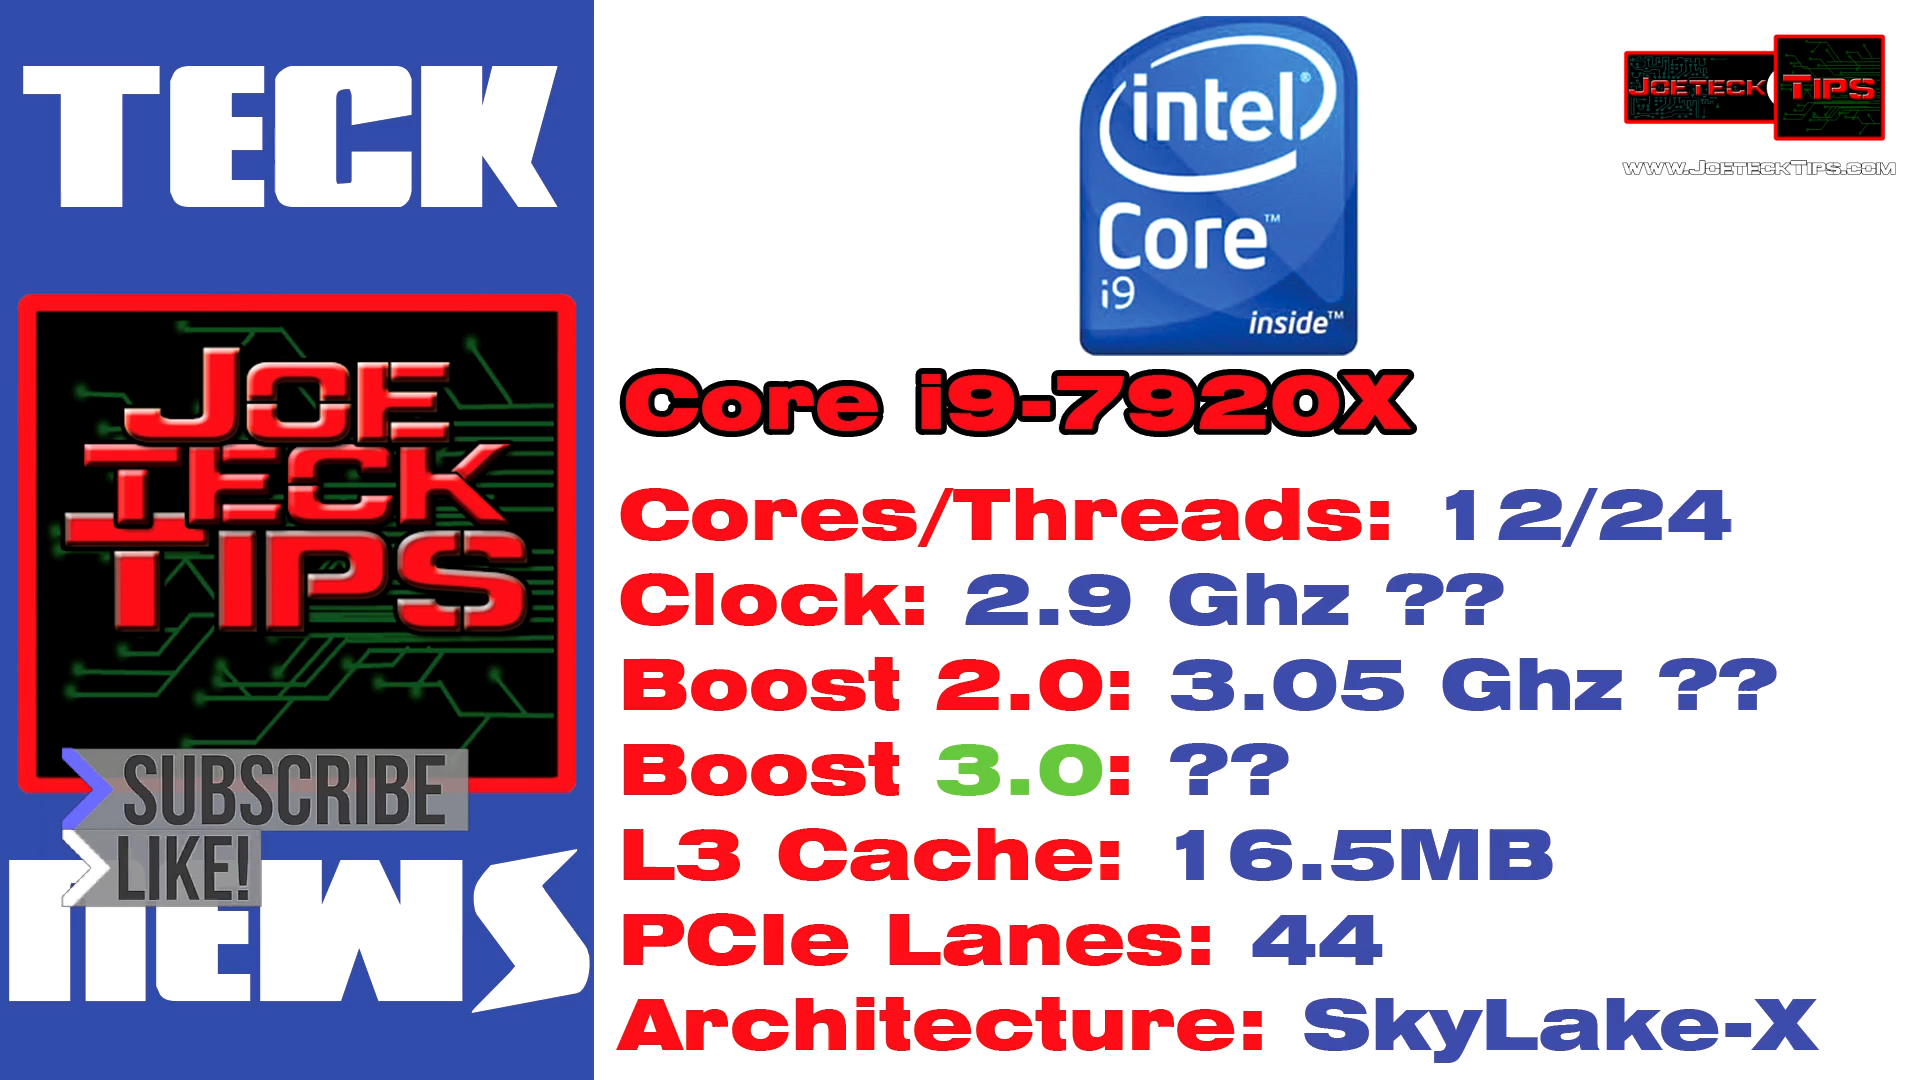 TECK
JOE
TECK
TIPS
SUBSCRIBE
LIKE!
NEWS
intel®
Core™
i9
inside™
JOETECK TIPS
WWW.JOETECKTIPS.COM
Core i9-7920X
Cores/Threads: 12/24
Clock: 2.9 Ghz ??
Boost 2.0: 3.05 Ghz ??
Boost 3.0: ??
L3 Cache: 16.5MB
PCIe Lanes: 44
Architecture: SkyLake-X